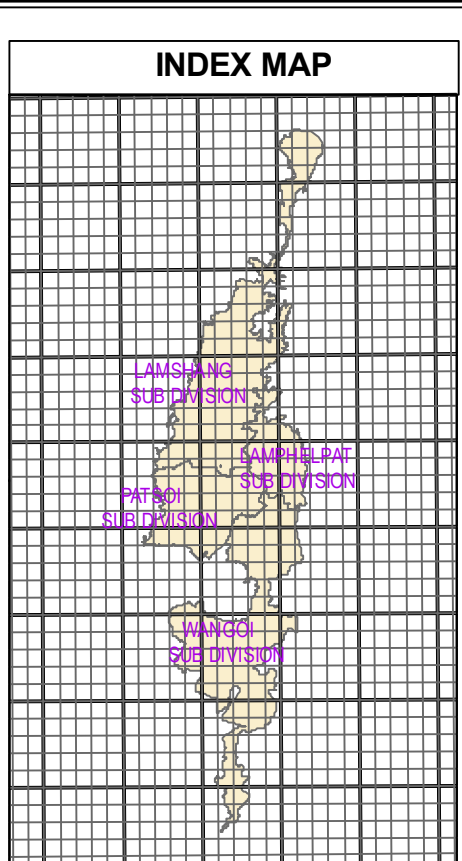 INDEX MAP
LAMSHANG
SUB DIVISION
LAMPHELPAT
SUB DIVISION
PATSOI
SUB DIVISION
WANGOI
SUB DIVISION